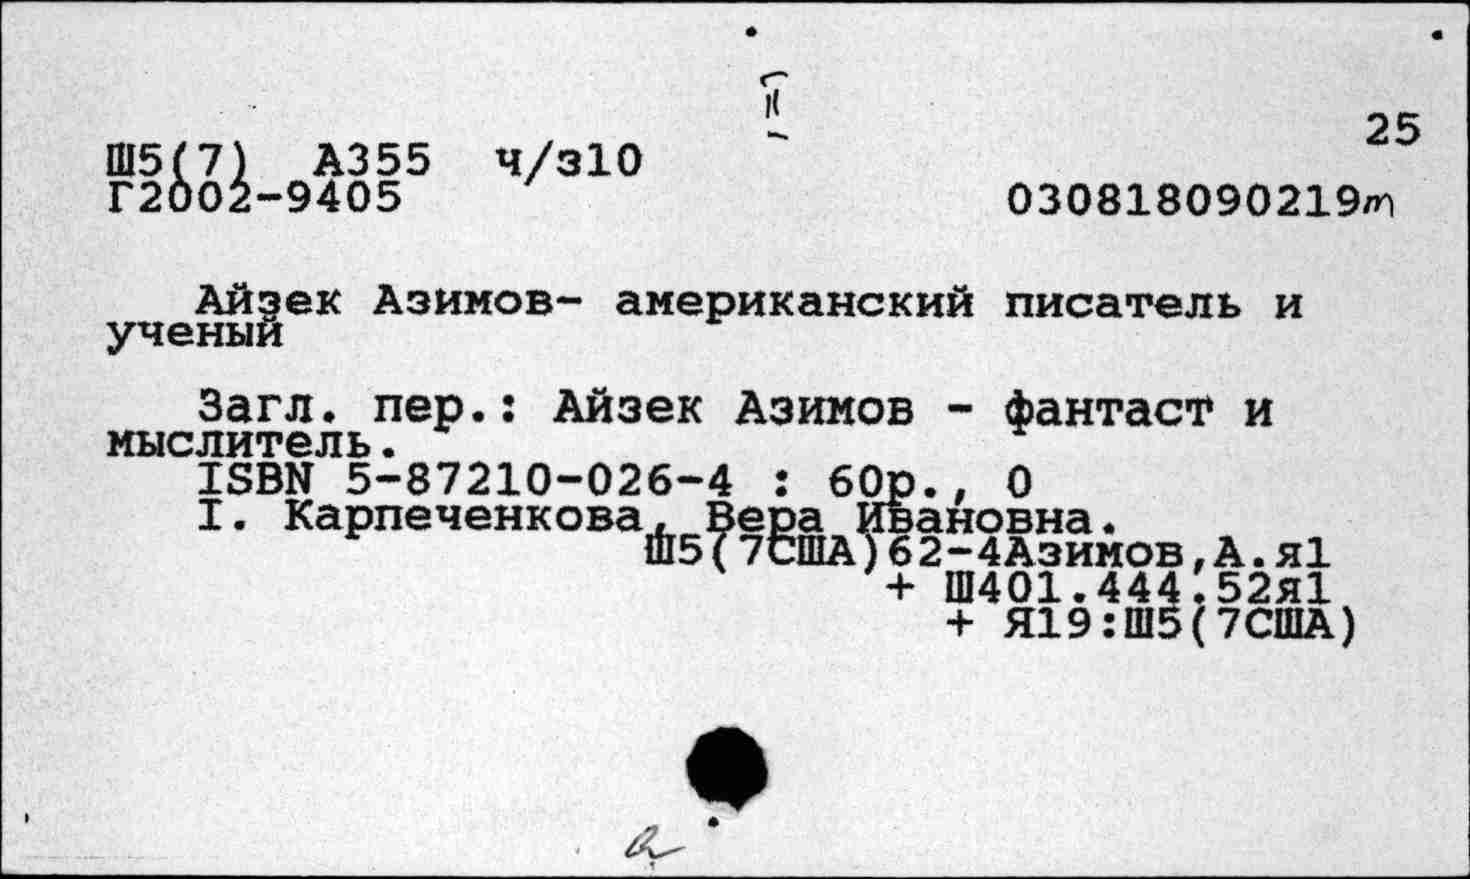 25
Ш5(7) А355 ч/з10
Г2002-9405
030818090219т
Айзек Азимов- американский писатель и
ученый
Загл. пер.: Айзек Азимов - фантаст и
мыслитель.
ISBN 5-87210-026-4 : 60р., 0
I. Карпеченкова, Вера Ивановна.
Ш5(7США)62-4Азимов,А.я1
+ Ш401.444.52я1
+ Я19:Ш5(7США)